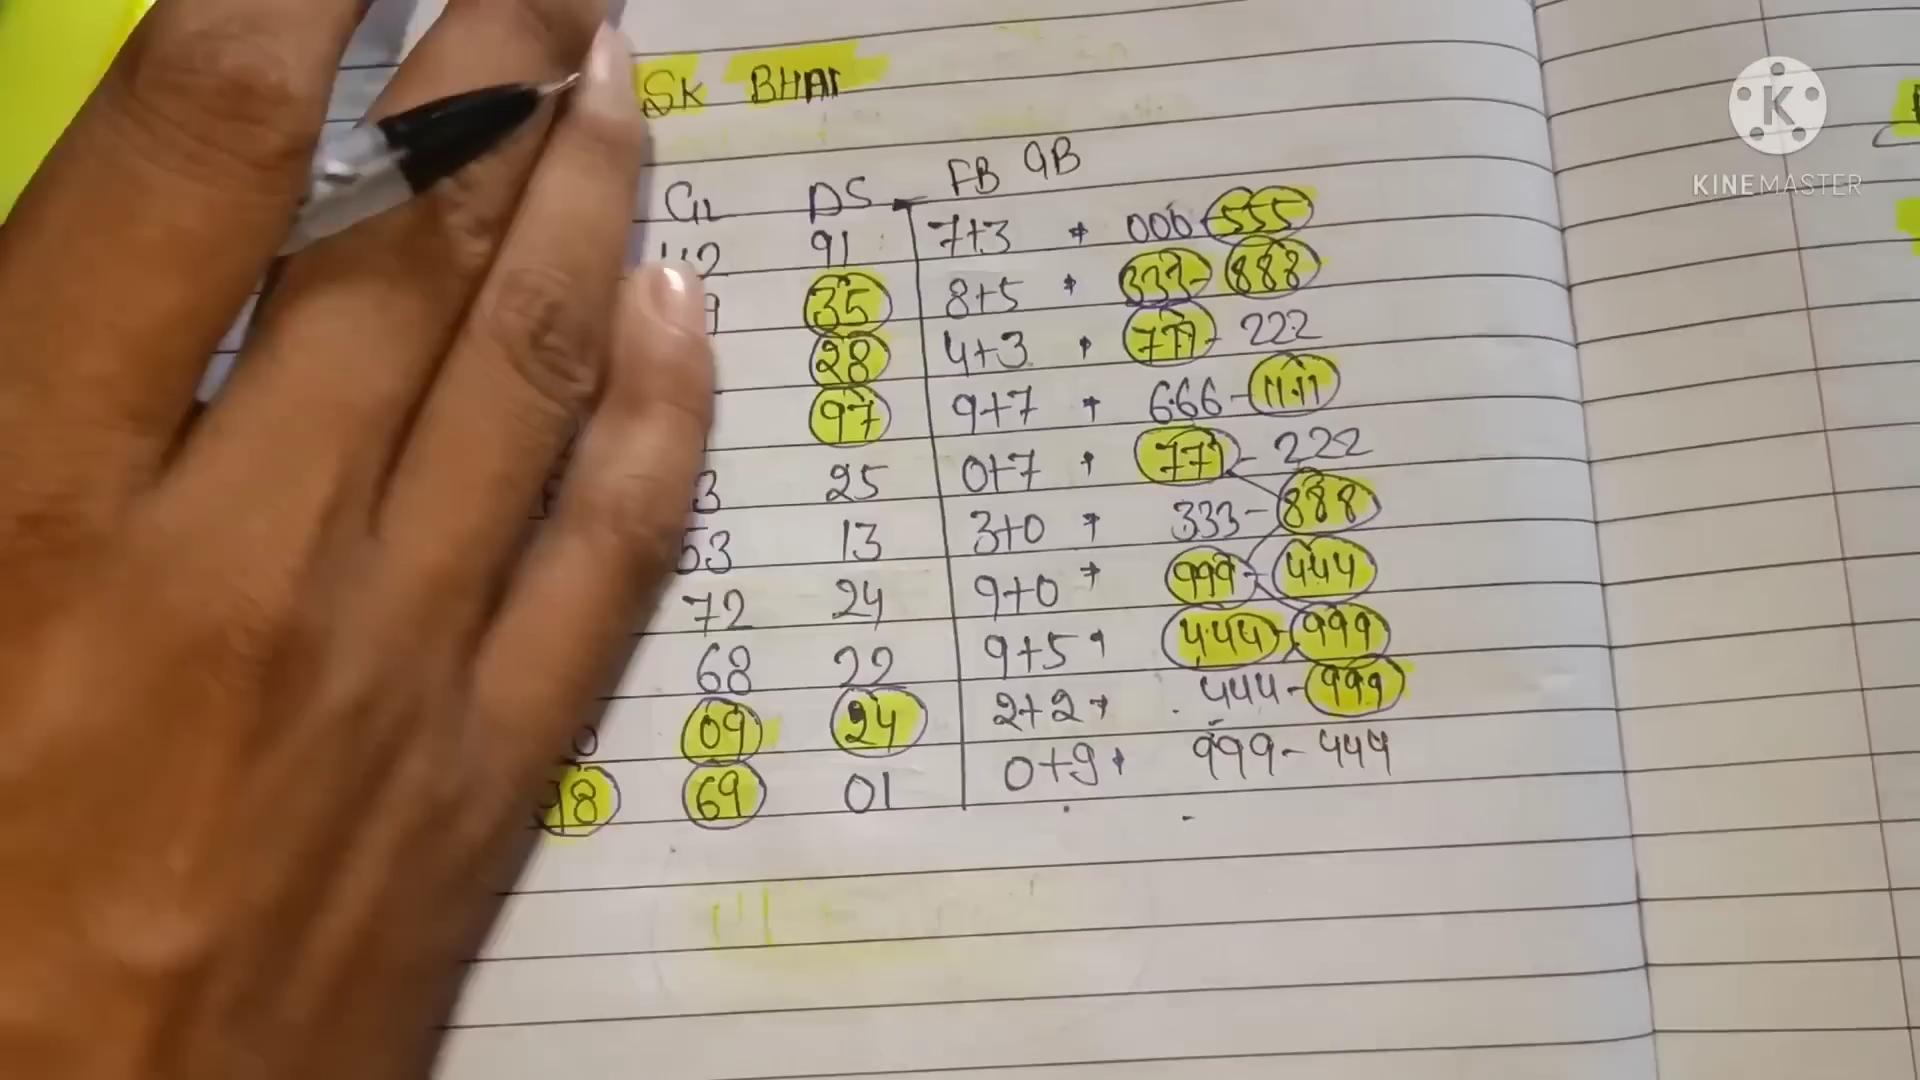 SK BHAI
GL DS FB GB
91 7+3 000-555
35 8+5 333-888
28 4+3 777-222
97 9+7 666-1111
3 25 0+7 777-222
53 13 3+0 333-888
72 24 9+0 999-444
68 22 9+5 444-999
0 09 24 2+2 444-999
98 69 01 0+9 999-444
KINEMASTER